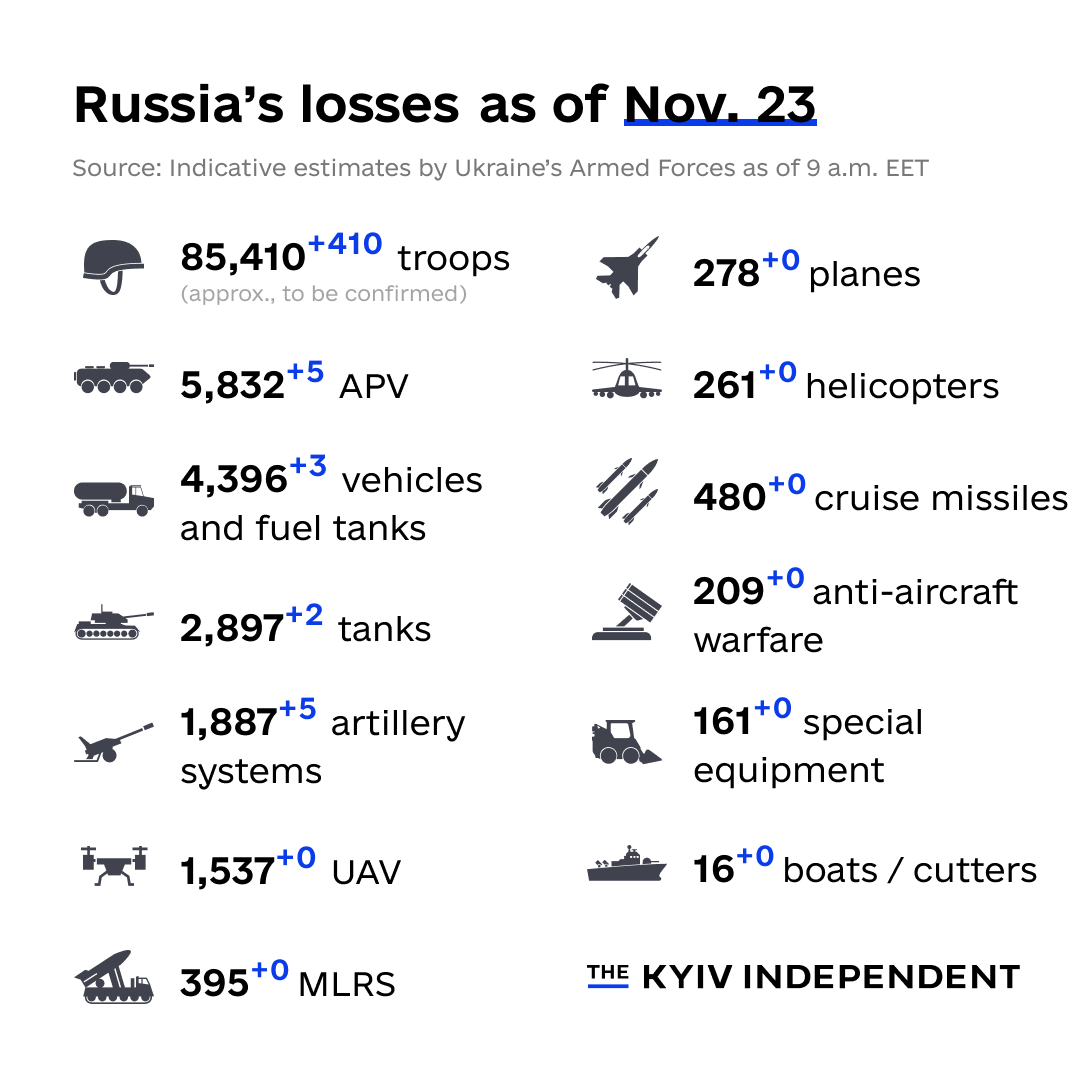 Russia’s losses as of Nov. 23
Source: Indicative estimates by Ukraine’s Armed Forces as of 9 a.m. EET
85,410+410 troops
(approx., to be confirmed)
5,832+5 APV
4,396+3 vehicles
and fuel tanks
2,897+2 tanks
1,887+5 artillery
systems
1,537+0 UAV
395+0 MLRS
278+0 planes
261+0 helicopters
480+0 cruise missiles
209+0 anti-aircraft
warfare
161+0 special
equipment
16+0 boats / cutters
THE KYIV INDEPENDENT